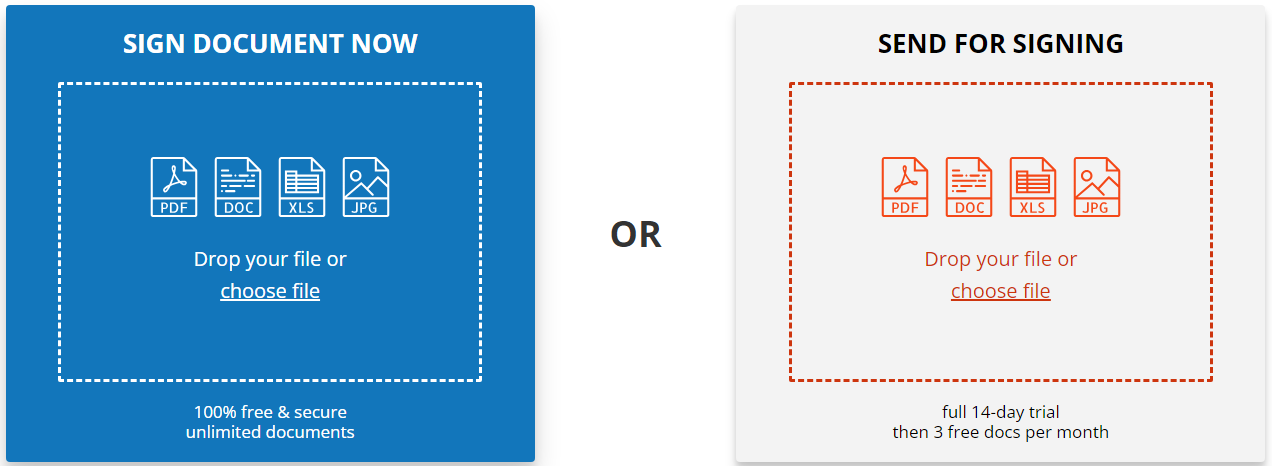 SIGN DOCUMENT NOW
PDF DOC XLS JPG
Drop your file or
choose file
100% free & secure
unlimited documents
OR
SEND FOR SIGNING
PDF DOC XLS JPG
Drop your file or
choose file
full 14-day trial
then 3 free docs per month